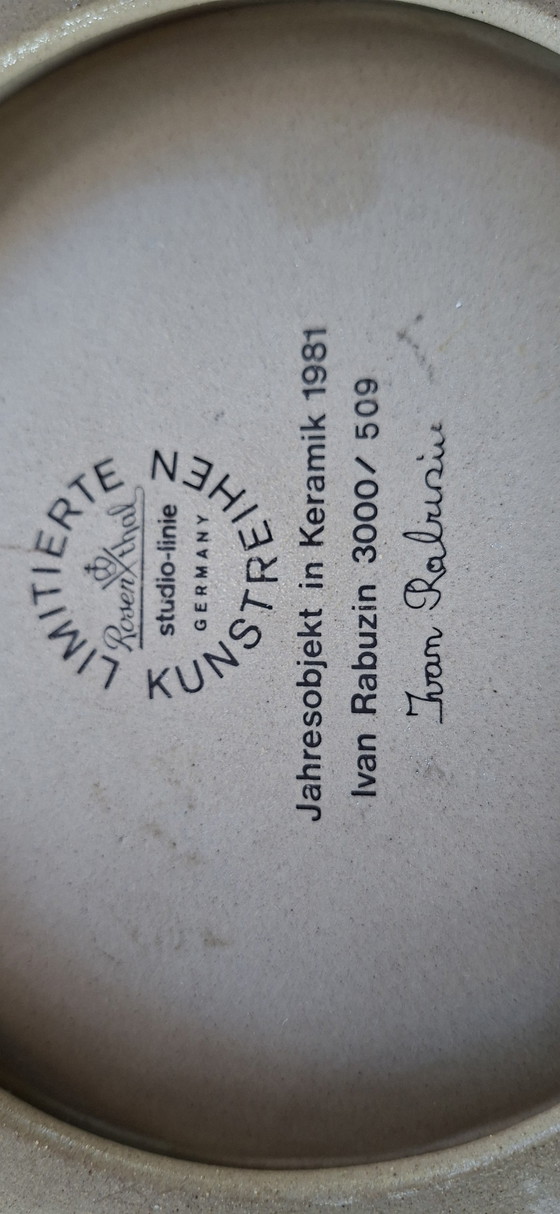 LIMITIERTE
Rosenthal
studio-linie
GERMANY
KUNSTREIHEN
Jahresobjekt in Keramik 1981
Ivan Rabuzin 3000/ 509
Ivan Rabuzin